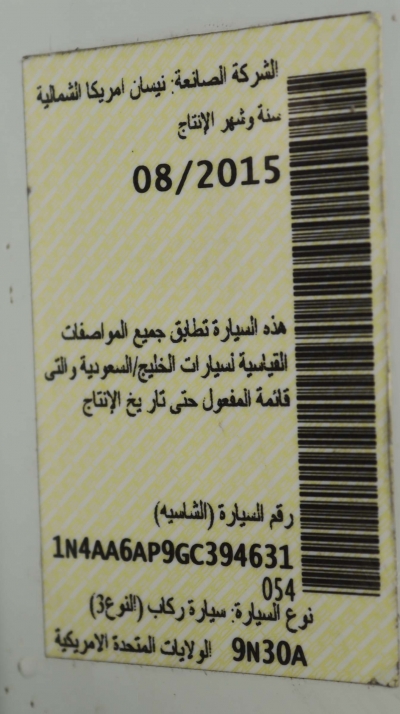 الشركة الصانعة: نيسان امريكا الشمالية
سنة وشهر الإنتاج
08/2015
هذه السيارة تطابق جميع المواصفات
القياسية لسيارات الخليج/السعودية والتى
قائمة المفعول حتى تاريخ الإنتاج
رقم السيارة (الشاسيه)
1N4AA6AP9GC394631
054
نوع السيارة: سيارة ركاب (النوع3)
الولايات المتحدة الامريكية 9N30A